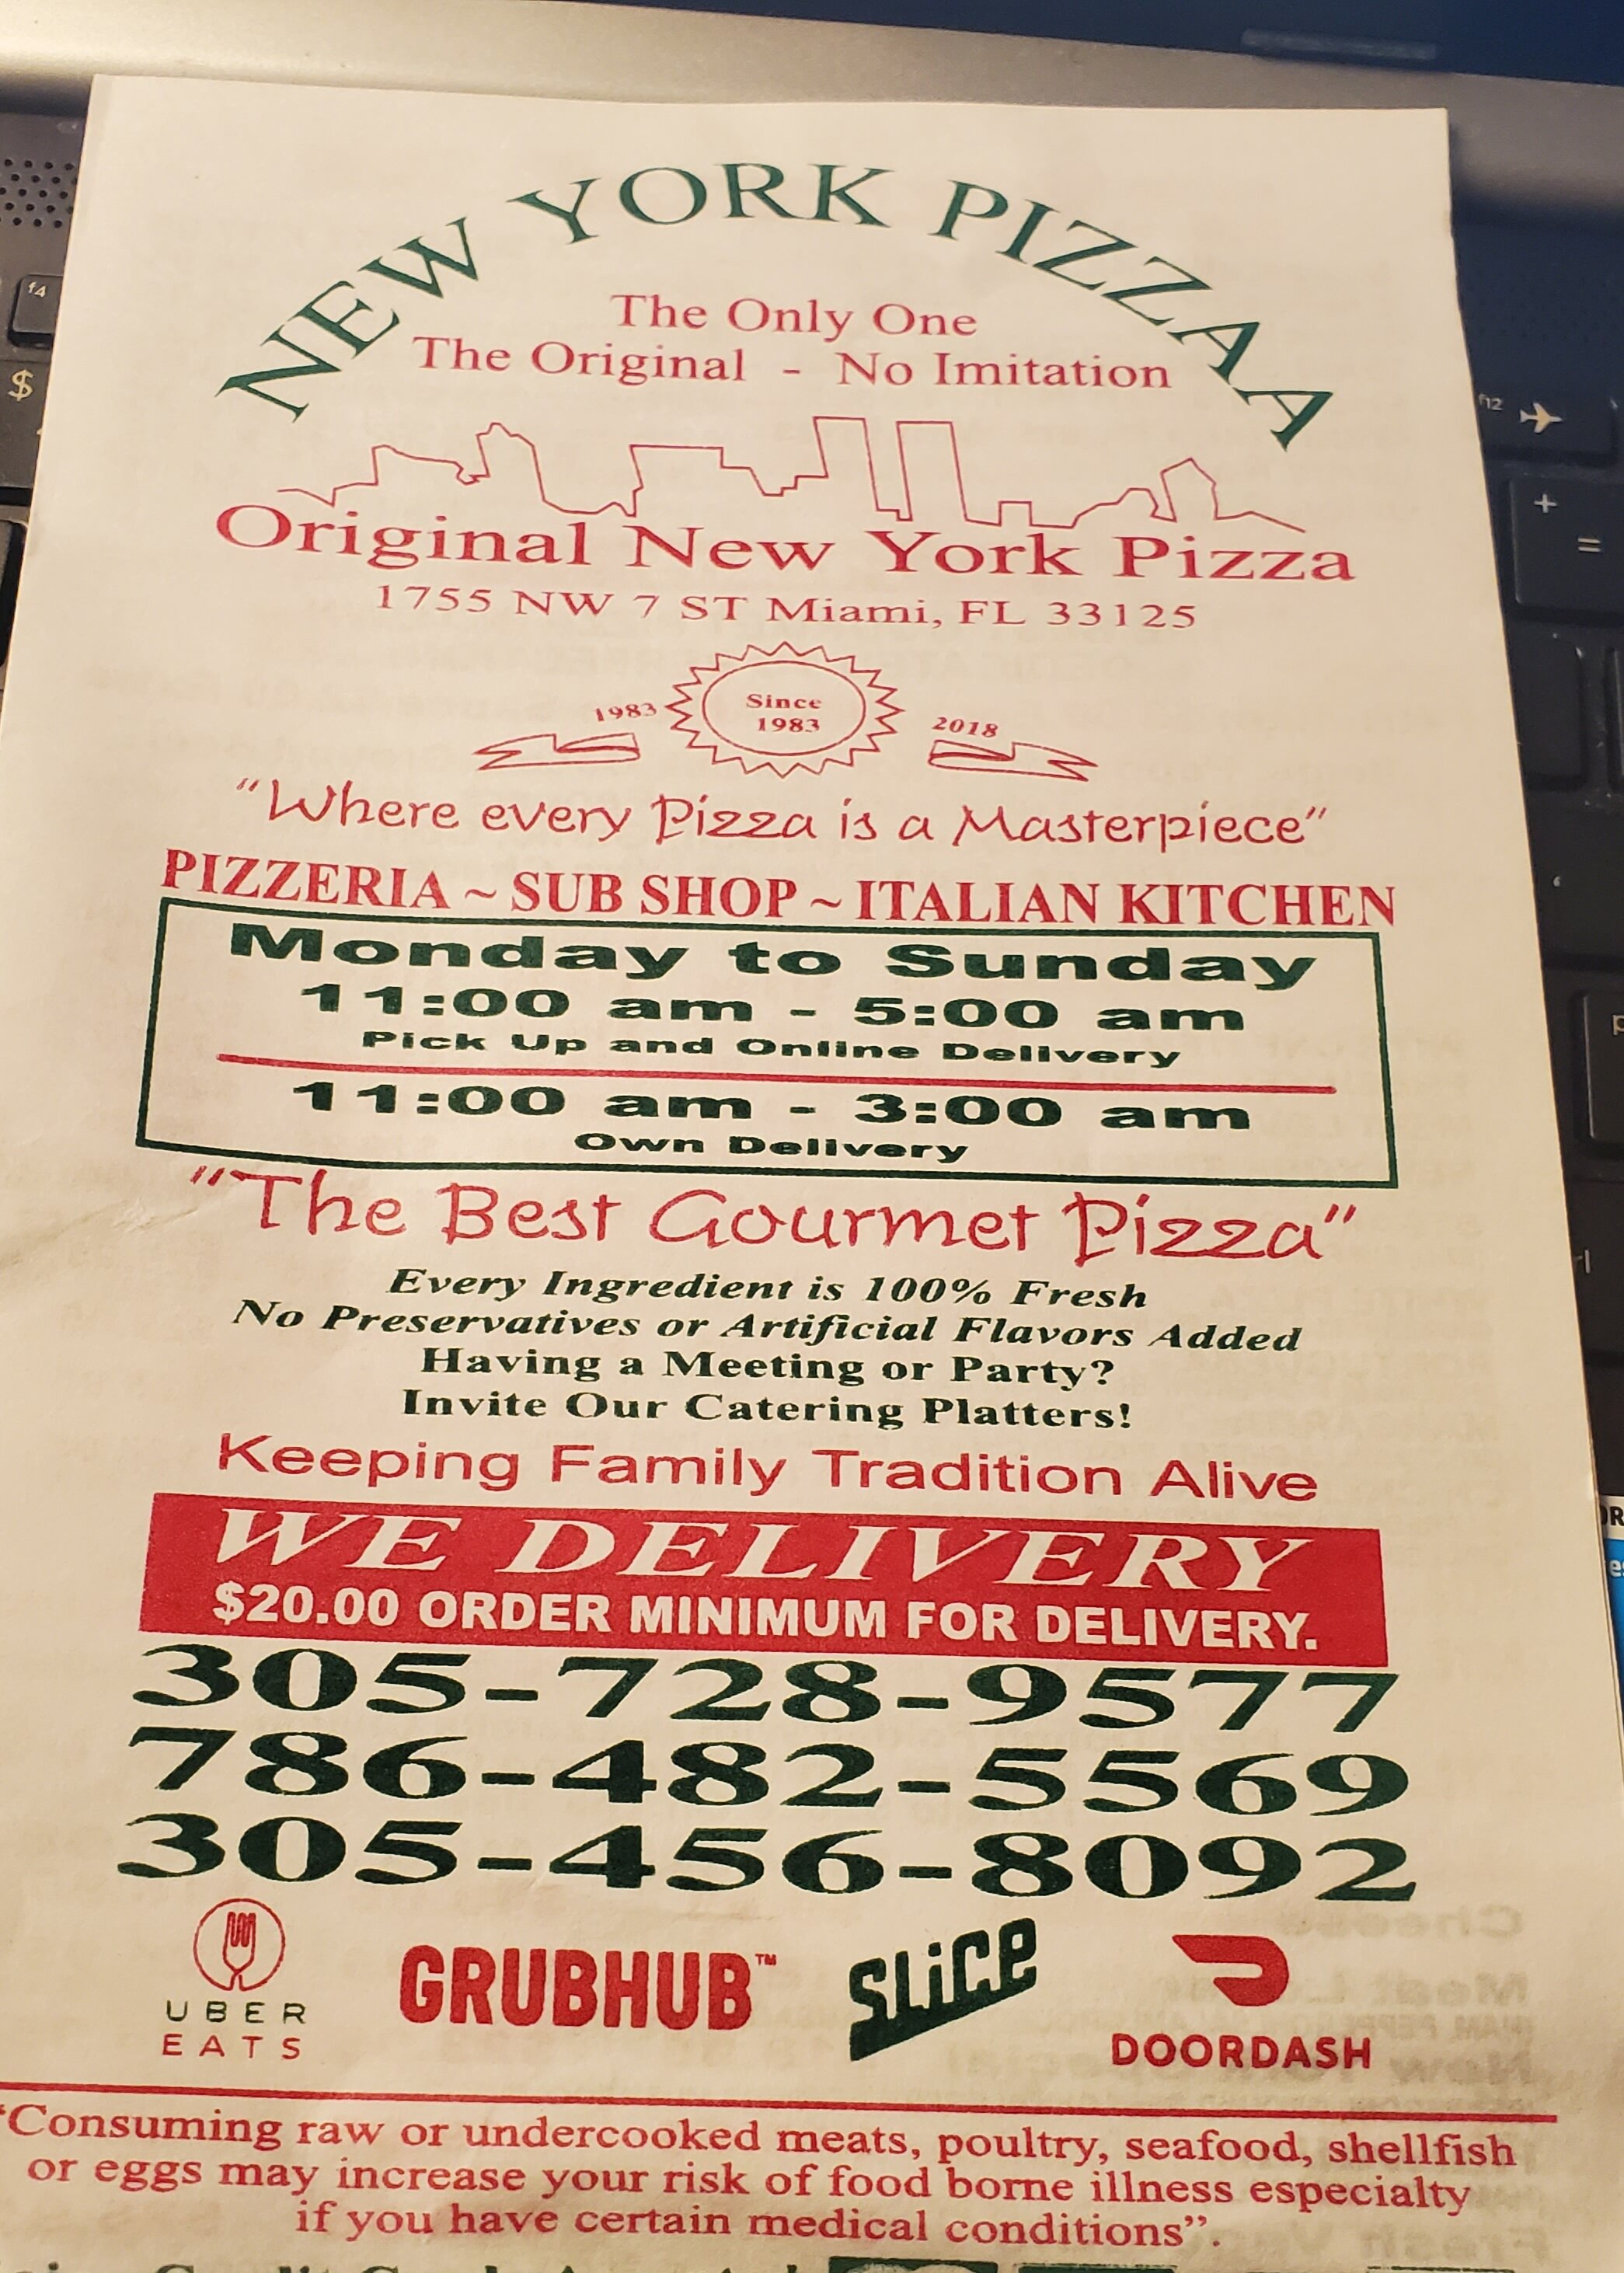 NEW YORK PIZZA
The Only One
The Original - No Imitation
Original New York Pizza
1755 NW 7 ST Miami, FL 33125
1983
Since
1983
2018
“Where every Pizza is a Masterpiece”
PIZZERIA ~ SUB SHOP ~ ITALIAN KITCHEN
Monday to Sunday
11:00 am - 5:00 am
Pick Up and Online Delivery
11:00 am - 3:00 am
Own Delivery
“The Best Gourmet Pizza”
Every Ingredient is 100% Fresh
No Preservatives or Artificial Flavors Added
Having a Meeting or Party?
Invite Our Catering Platters!
Keeping Family Tradition Alive
WE DELIVERY
$20.00 ORDER MINIMUM FOR DELIVERY.
305-728-9577
786-482-5569
305-456-8092
UBER
EATS
GRUBHUB™
SLiCE
DOORDASH
“Consuming raw or undercooked meats, poultry, seafood, shellfish
or eggs may increase your risk of food borne illness especialty
if you have certain medical conditions”.
f4
$
f12
+
=